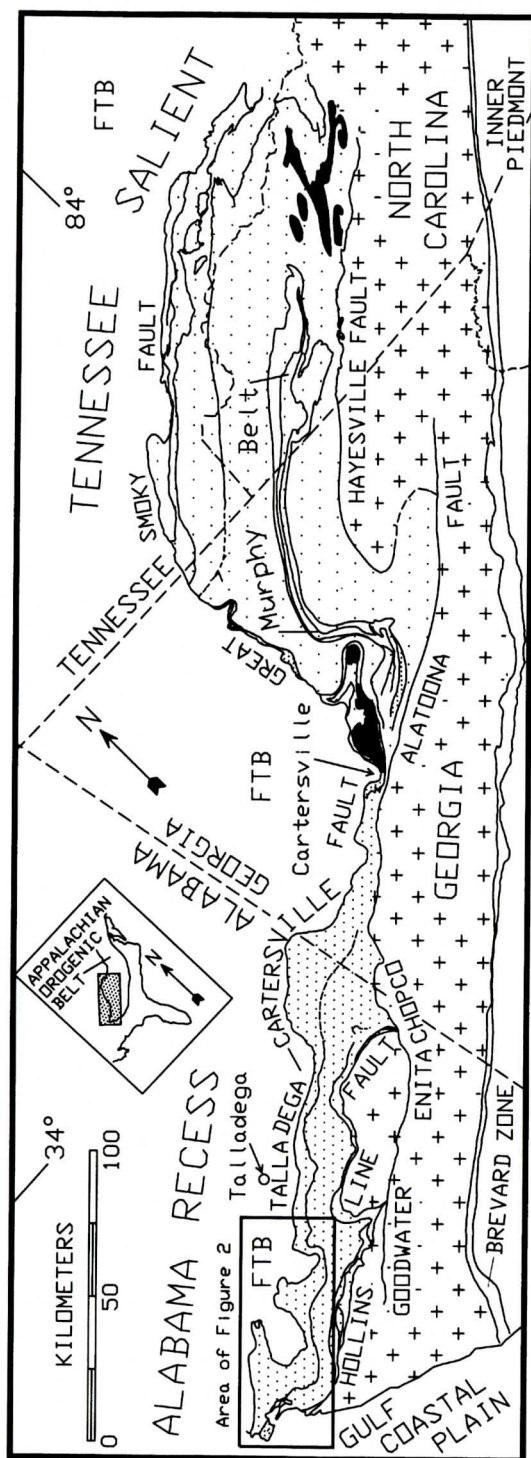 KILOMETERS
0 50 100
34°
84°
ALABAMA RECESS
Area of Figure 2
FTB
Talladega
APPALACHIAN
OROGENIC
BELT
N
N
TENNESSEE
SALIENT
FTB
TENNESSEE
GEORGIA
ALABAMA
GEORGIA
FTB
Cartersville
TALLADEGA
CARTERSVILLE
FAULT
GREAT
SMOKY
FAULT
Murphy
Belt
HAYESVILLE FAULT
ALATOONA
FAULT
HOLLINS
LINE
FAULT
?
GOODWATER
ENITACHOPCO
GEORGIA
NORTH
CAROLINA
INNER
PIEDMONT
BREVARD ZONE
GULF
COASTAL
PLAIN